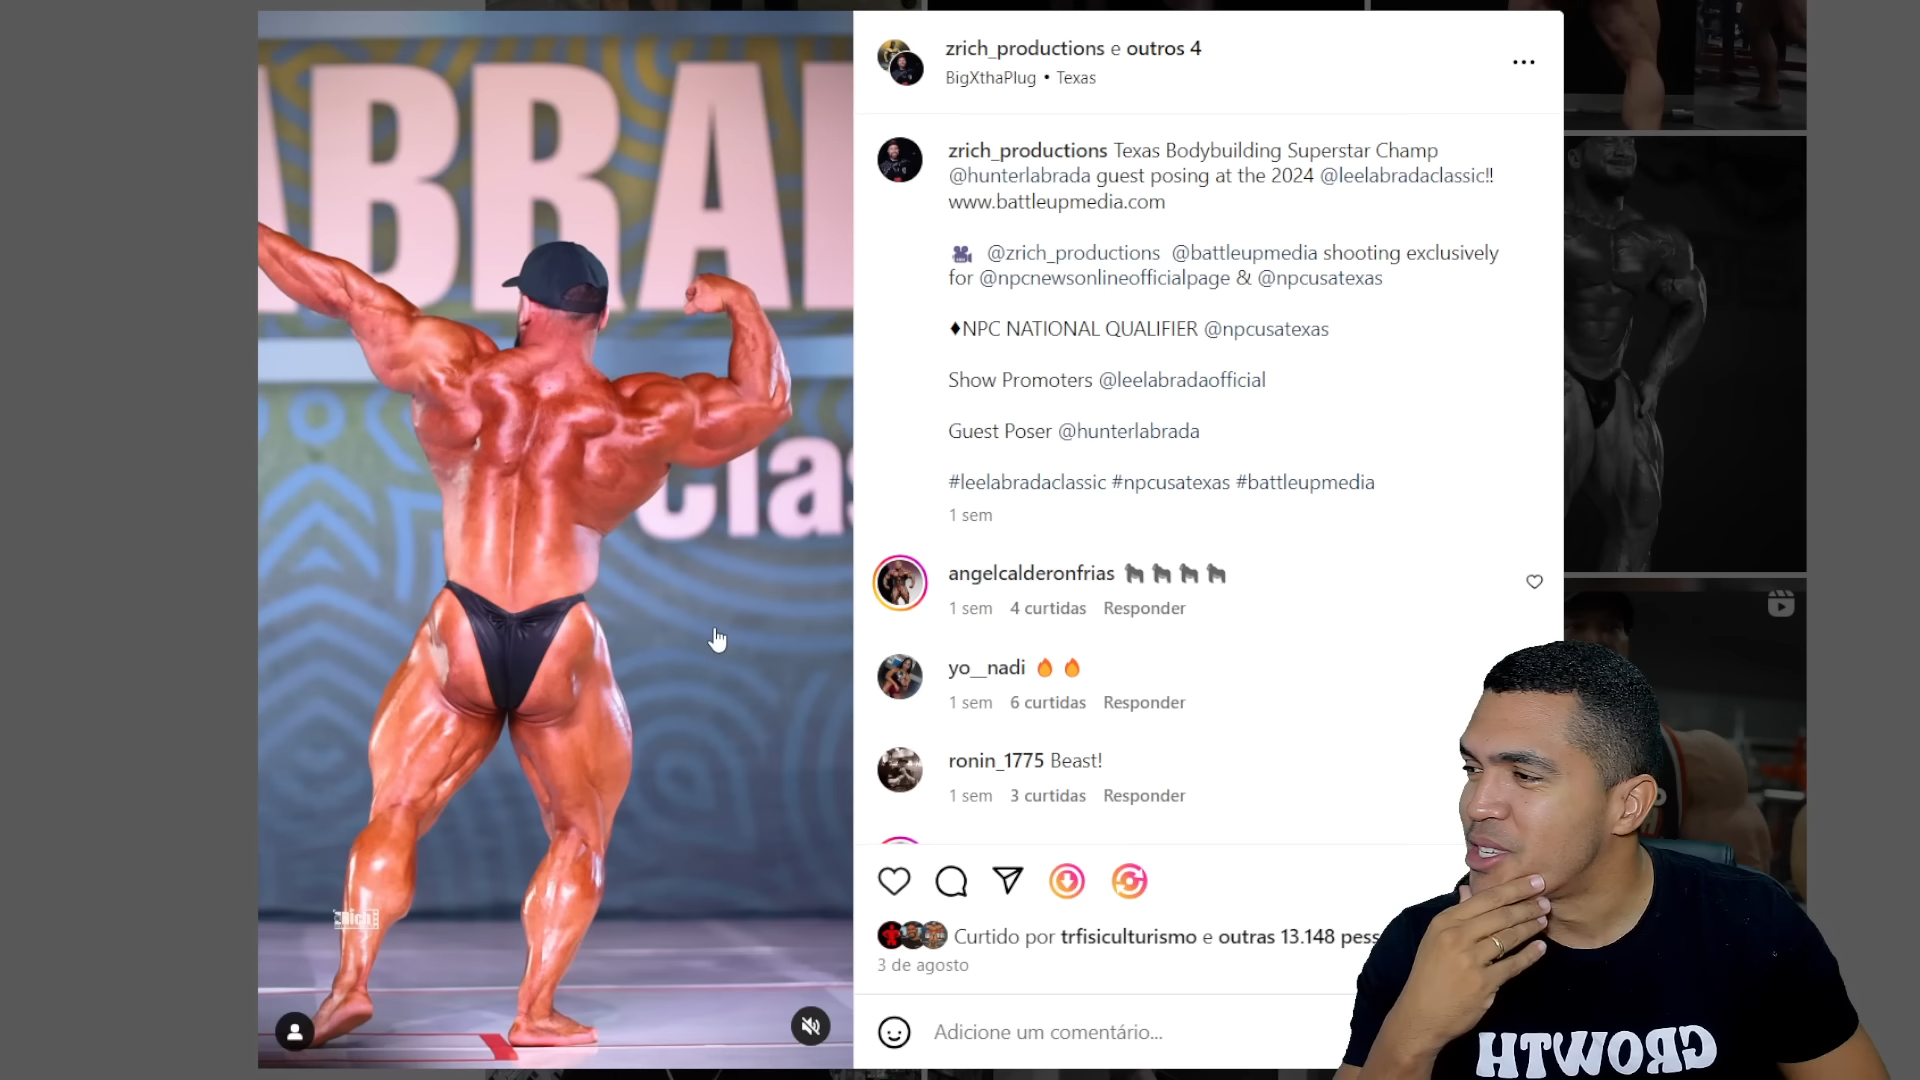 ABRA
Clas
zRich
zrich_productions e outros 4
BigXthaPlug • Texas
zrich_productions Texas Bodybuilding Superstar Champ
@hunterlabrada guest posing at the 2024 @leelabradaclassic!!
www.battleupmedia.com
🎥 @zrich_productions @battleupmedia shooting exclusively
for @npcnewsonlineofficialpage & @npcusatexas
♦NPC NATIONAL QUALIFIER @npcusatexas
Show Promoters @leelabradaofficial
Guest Poser @hunterlabrada
#leelabradaclassic #npcusatexas #battleupmedia
1 sem
angelcalderonfrias 🦍🦍🦍🦍
1 sem 4 curtidas Responder
yo__nadi 🔥🔥
1 sem 6 curtidas Responder
ronin_1775 Beast!
1 sem 3 curtidas Responder
Curtido por trfisiculturismo e outras 13.148 pess
3 de agosto
Adicione um comentário...
GROWTH